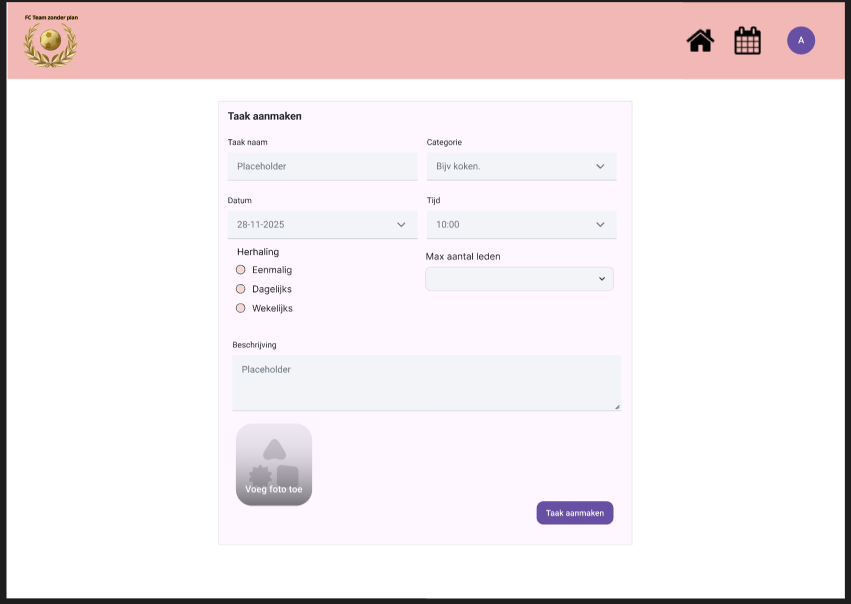 FC Team zonder plan
A
Taak aanmaken
Taak naam
Categorie
Placeholder
Bijv koken.
Datum
Tijd
28-11-2025
10:00
Herhaling
Max aantal leden
Eenmalig
Dagelijks
Wekelijks
Beschrijving
Placeholder
Voeg foto toe
Taak aanmaken